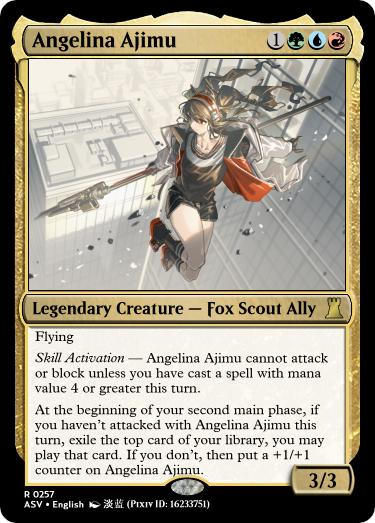 Angelina Ajimu 1
Legendary Creature — Fox Scout Ally
Flying
Skill Activation — Angelina Ajimu cannot attack
or block unless you have cast a spell with mana
value 4 or greater this turn.
At the beginning of your second main phase, if
you haven't attacked with Angelina Ajimu this
turn, exile the top card of your library, you may
play that card. If you don't, then put a +1/+1
counter on Angelina Ajimu.
3/3
R 0257
ASV • English 淡蓝 (Pixiv ID: 16233751)